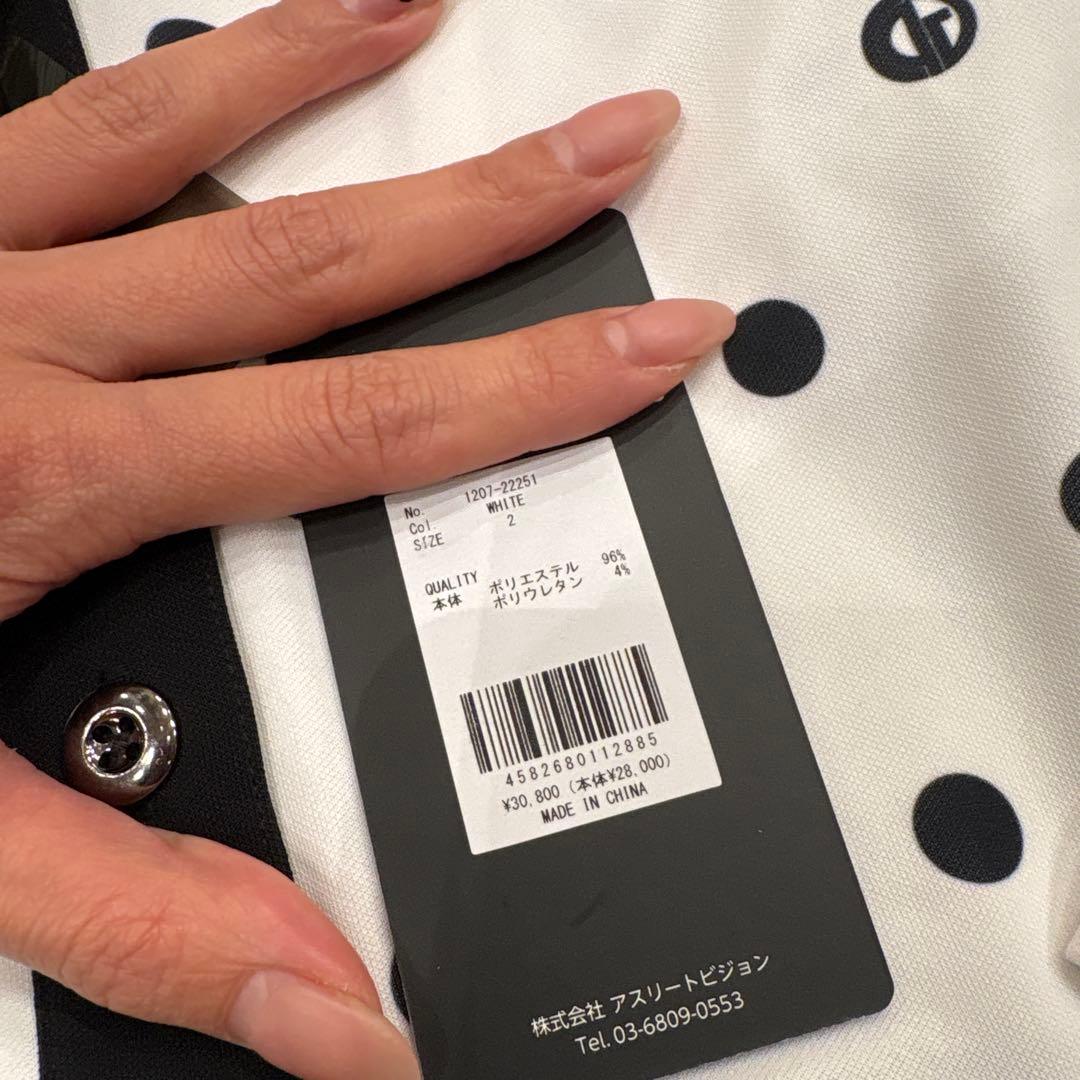 No. 1207-22251
Col. WHITE
SIZE 2
QUALITY ポリエステル 96%
本体 ポリウレタン 4%
4582680112885
¥30,800 (本体¥28,000)
MADE IN CHINA
株式会社 アスリートビジョン
Tel. 03-6809-0553